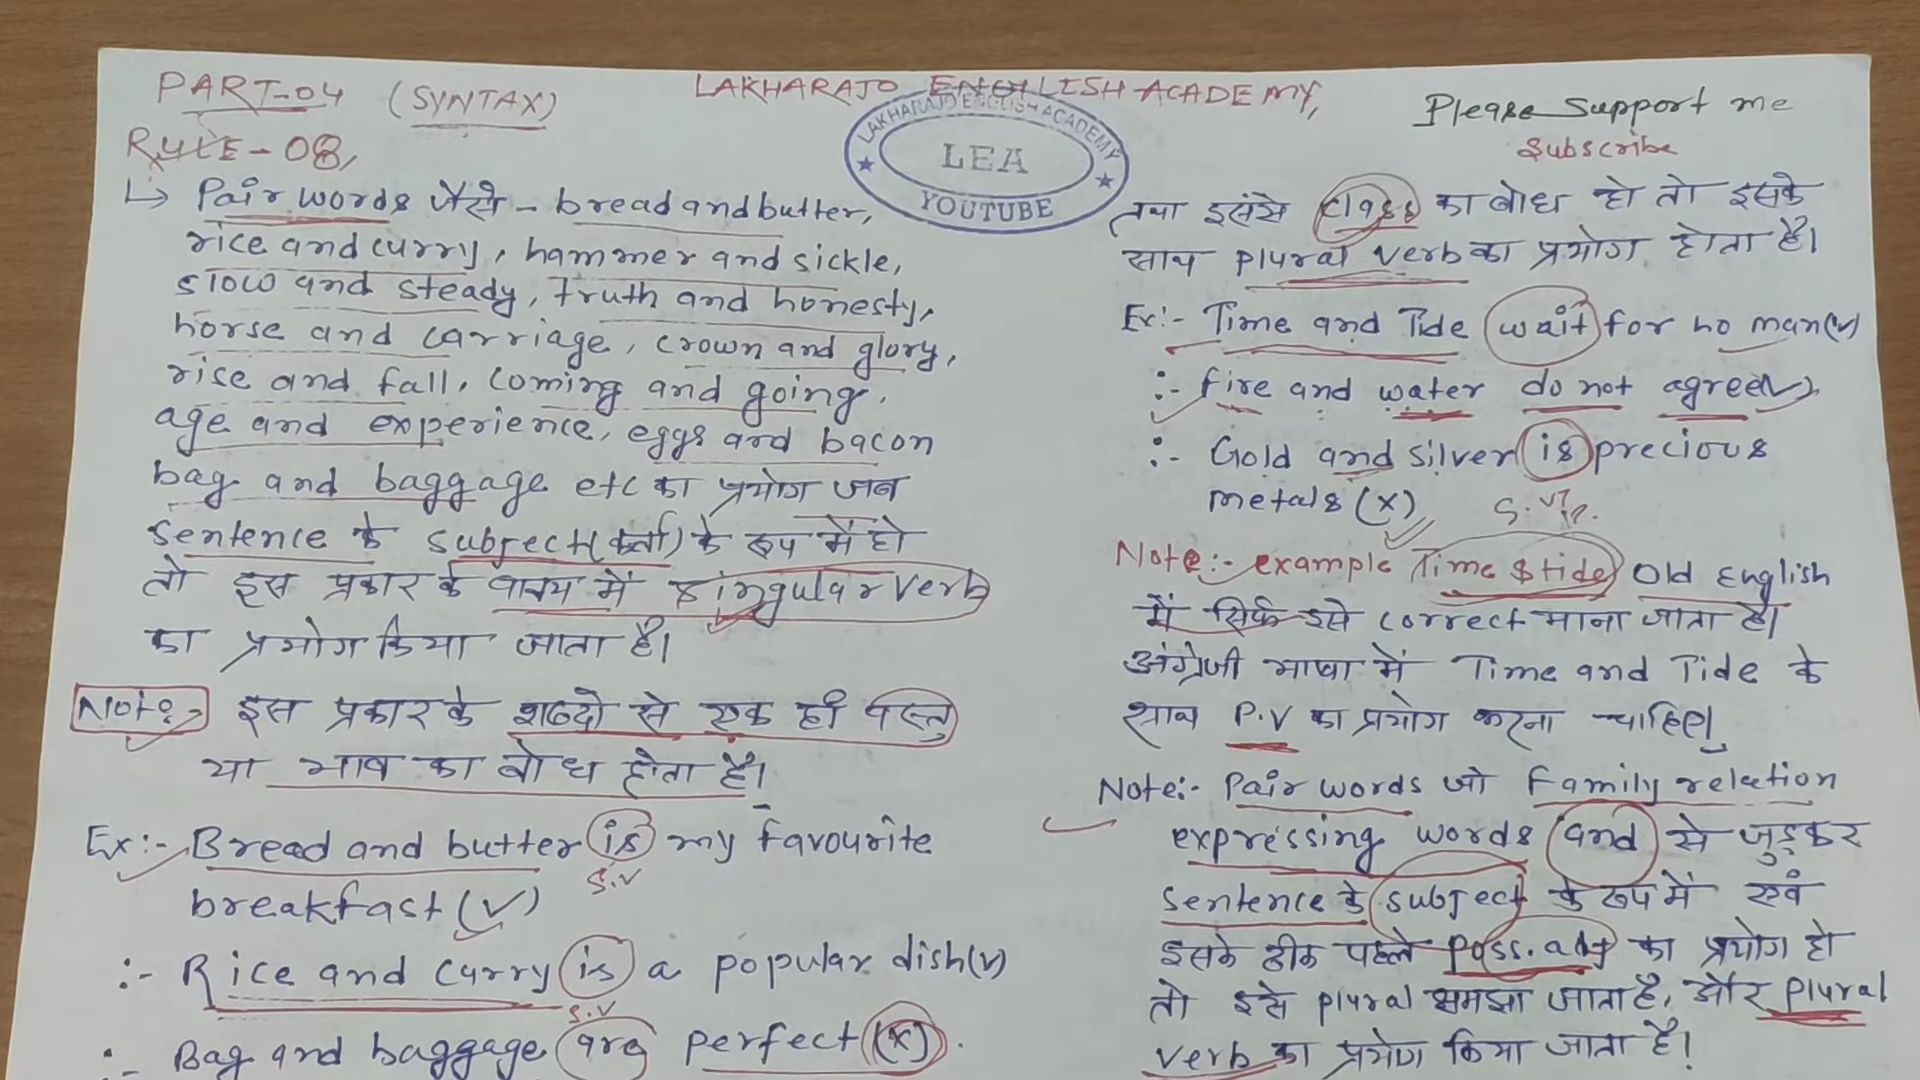 PART-04 (SYNTAX)
LAKHARAJO ENGLISH ACADEMY,
LAKHARAJO ENGLISH ACADEMY
LEA
YOUTUBE
Please Support me
Subscribe
RULE-08,
↳ Pair words जैसे - bread and butter,
rice and curry, hammer and sickle,
slow and steady, truth and honesty,
horse and carriage, crown and glory,
rise and fall, coming and going,
age and experience, eggs and bacon
bag and baggage etc का प्रयोग जब
sentence के subject (कर्ता) के रूप में हो
तो इस प्रकार के वाक्य में singular verb
का प्रयोग किया जाता है।
Note:- इस प्रकार के शब्दो से एक ही वस्तु
या भाव का बोध होता है।
Ex:- Bread and butter is my favourite
S.V
breakfast (✓)
:- Rice and curry is a popular dish (✓)
S.V
:- Bag and baggage are perfect (x).
तथा इससे class का बोध हो तो इसके
साथ plural verb का प्रयोग होता है।
Ex:- Time and Tide wait for no man (✓)
:- fire and water do not agree (✓)
:- Gold and silver is precious
metals (x)
Note:- example Time & tide Old English
में सिर्फ इसे correct माना जाता है।
अंग्रेजी भाषा में Time and Tide के
साथ P.V का प्रयोग करना चाहिए।
Note:- Pair words जो Family relation
expressing words and से जुड़कर
sentence के subject के रूप में एवं
इसके ठीक पहले poss. adj का प्रयोग हो
तो इसे plural समझा जाता है, और plural
verb का प्रयोग किया जाता है।